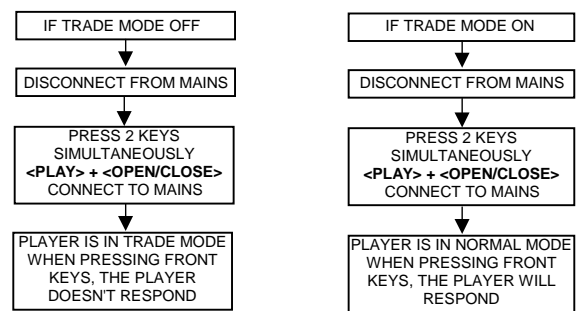 IF TRADE MODE OFF
DISCONNECT FROM MAINS
PRESS 2 KEYS
SIMULTANEOUSLY
<PLAY> + <OPEN/CLOSE>
CONNECT TO MAINS
PLAYER IS IN TRADE MODE
WHEN PRESSING FRONT
KEYS, THE PLAYER
DOESN'T RESPOND
IF TRADE MODE ON
DISCONNECT FROM MAINS
PRESS 2 KEYS
SIMULTANEOUSLY
<PLAY> + <OPEN/CLOSE>
CONNECT TO MAINS
PLAYER IS IN NORMAL MODE
WHEN PRESSING FRONT
KEYS, THE PLAYER WILL
RESPOND